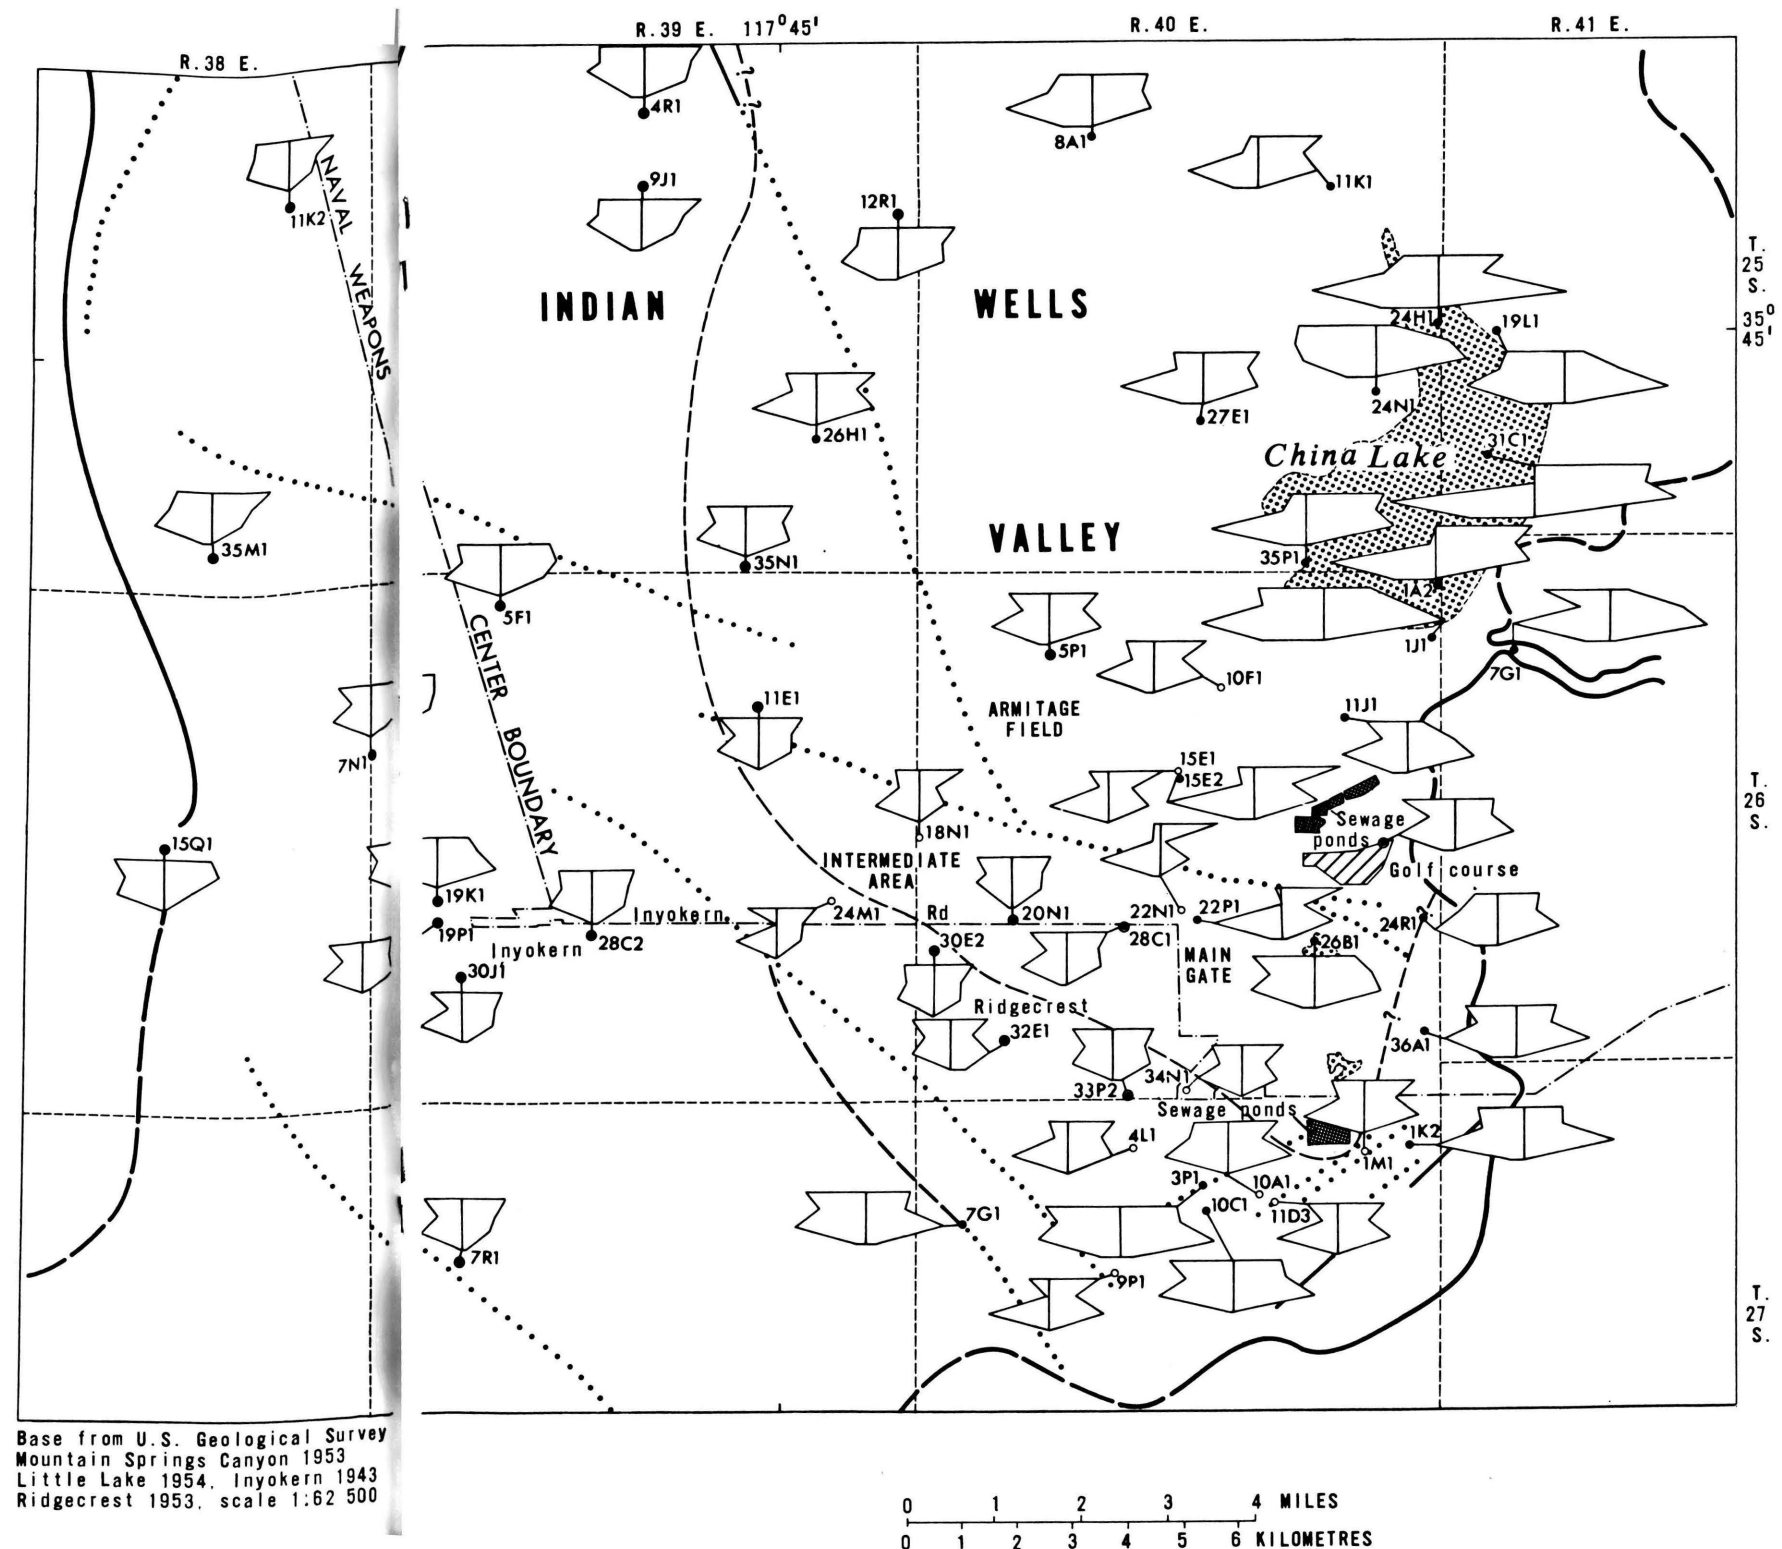 R.38 E.
R.39 E.
117°45'
R.40 E.
R.41 E.
4R1
8A1
11K1
11K2
9J1
12R1
NAVAL
WEAPONS
CENTER
BOUNDARY
T.
25
S.
INDIAN
WELLS
VALLEY
24H1
19L1
35°
45'
24N1
27E1
26H1
31C1
China Lake
35M1
35N1
35P1
1A2
5F1
5P1
1J1
7G1
10F1
11E1
ARMITAGE
FIELD
11J1
7N1
15E1
15E2
T.
26
S.
18N1
Sewage
ponds
15Q1
INTERMEDIATE
AREA
Golf course
19K1
24M1
20N1
22N1
22P1
24R1
Inyokern
Rd
19P1
Inyokern
28C2
30E2
28C1
26B1
MAIN
GATE
30J1
Ridgecrest
32E1
36A1
33P2
34N1
Sewage ponds
4L1
1K2
1M1
3P1
10A1
10C1
11D3
7G1
7R1
9P1
T.
27
S.
Base from U.S. Geological Survey
Mountain Springs Canyon 1953
Little Lake 1954, Inyokern 1943
Ridgecrest 1953, scale 1:62 500
0 1 2 3 4 MILES
0 1 2 3 4 5 6 KILOMETRES